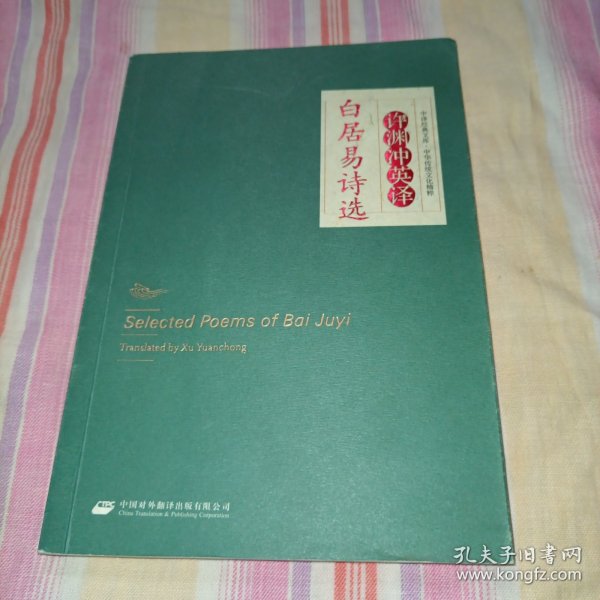 中译经典文库·中华传统文化精粹
许渊冲英译
白居易诗选
Selected Poems of Bai Juyi
Translated by Xu Yuanchong
中国对外翻译出版有限公司
China Translation & Publishing Corporation
孔夫子旧书网
www.kongfz.com